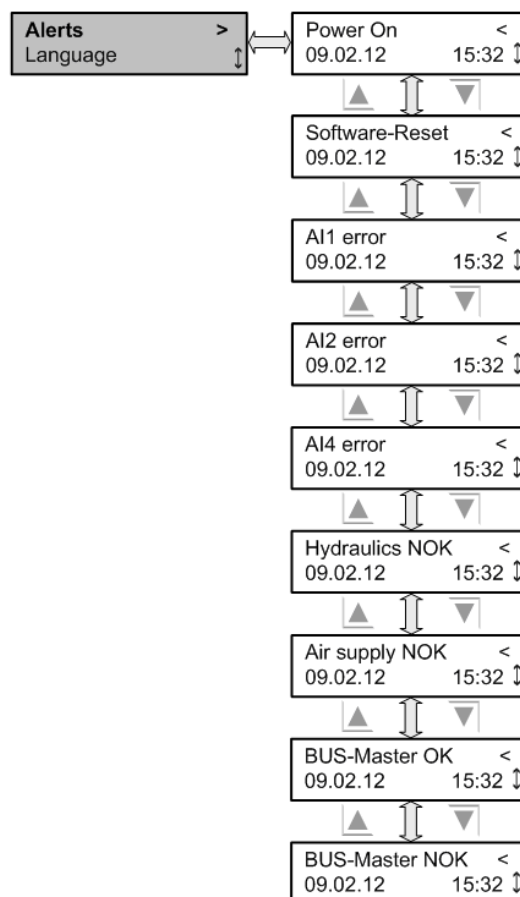 Alerts >
Language
Power On <
09.02.12 15:32
Software-Reset <
09.02.12 15:32
AI1 error <
09.02.12 15:32
AI2 error <
09.02.12 15:32
AI4 error <
09.02.12 15:32
Hydraulics NOK <
09.02.12 15:32
Air supply NOK <
09.02.12 15:32
BUS-Master OK <
09.02.12 15:32
BUS-Master NOK <
09.02.12 15:32